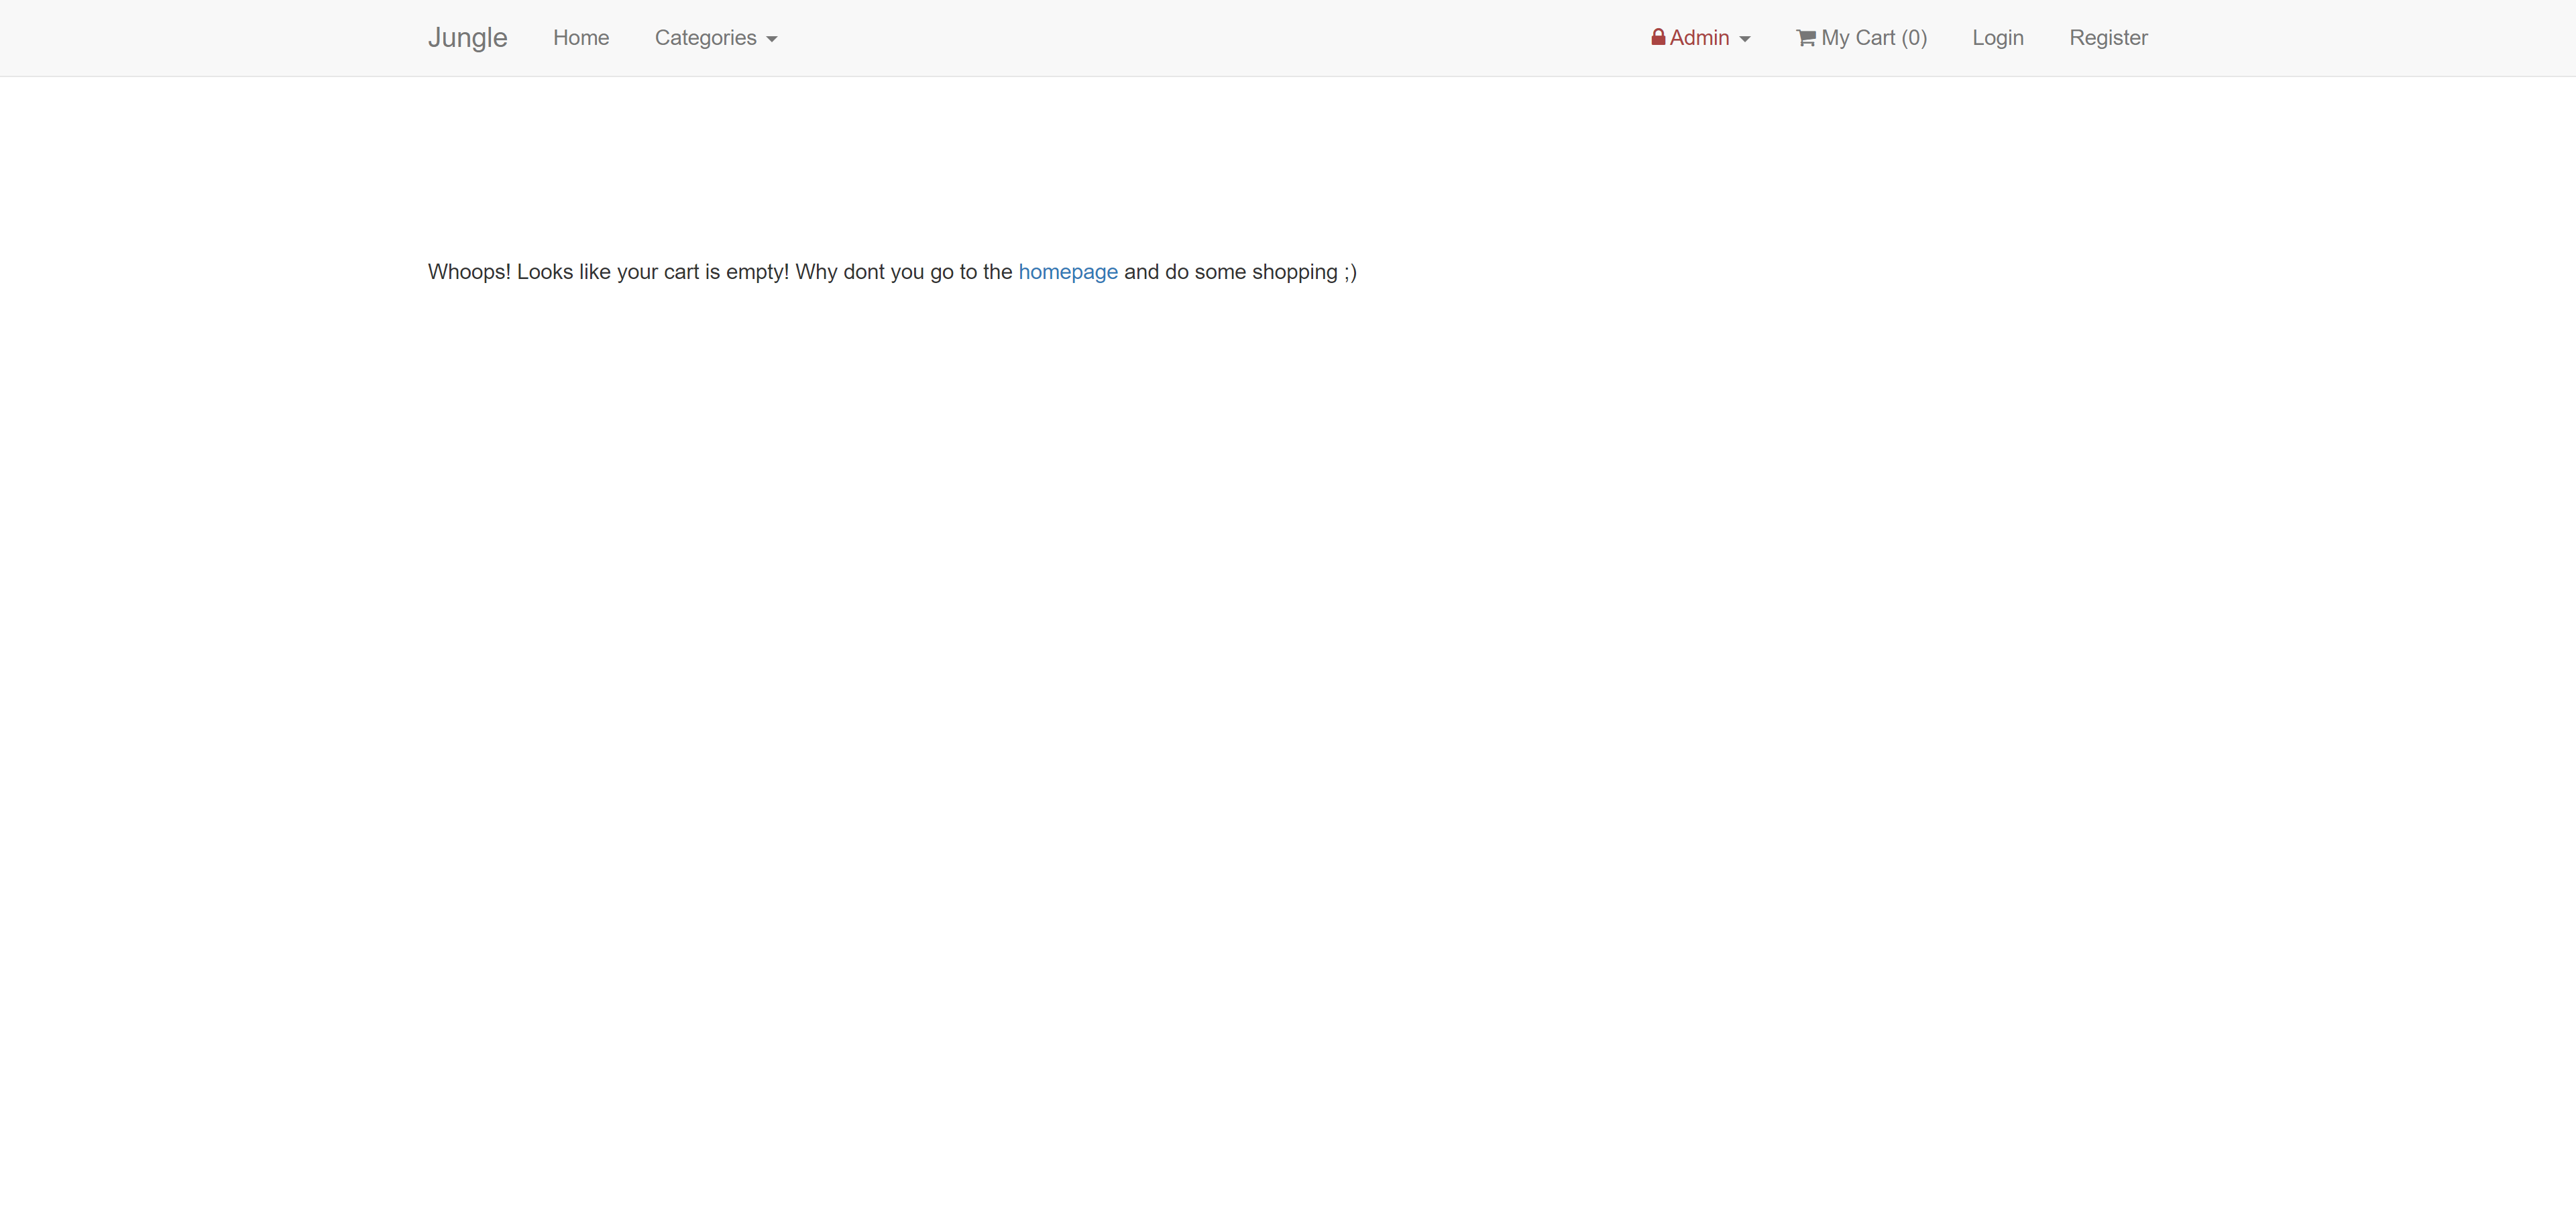 Jungle Home Categories Admin My Cart (0) Login Register
Whoops! Looks like your cart is empty! Why dont you go to the homepage and do some shopping ;)